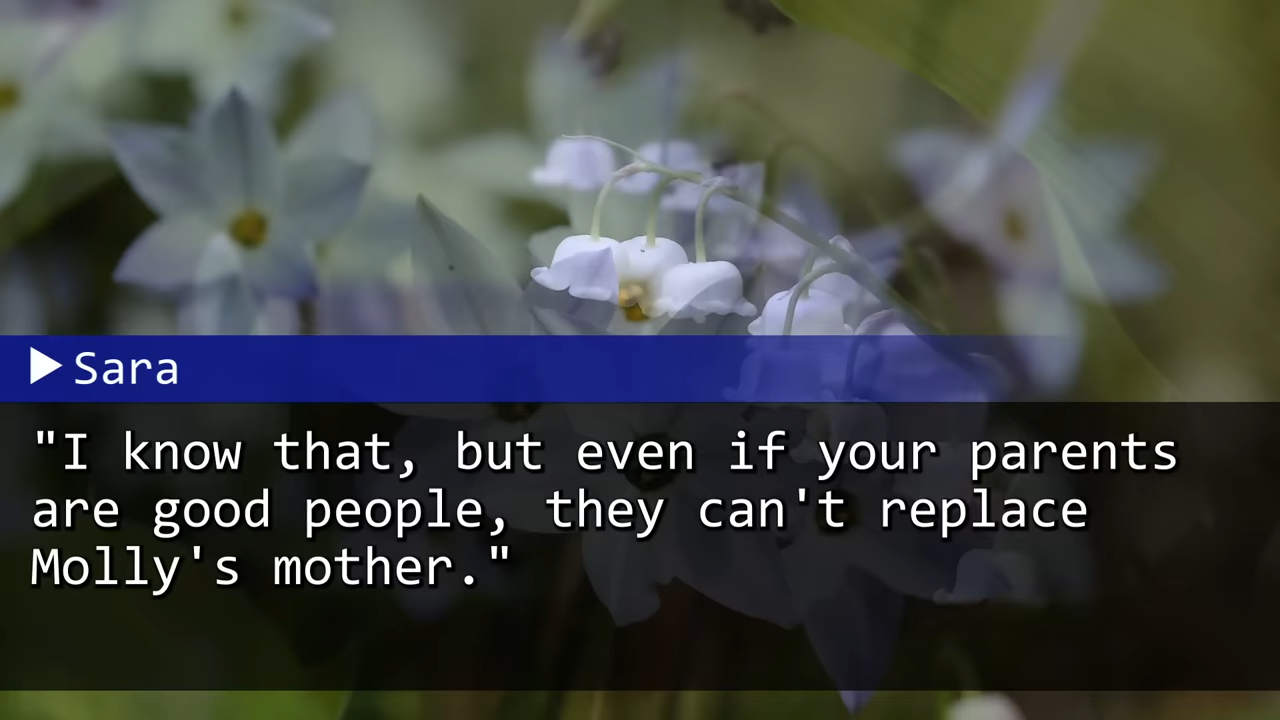 Sara
"I know that, but even if your parents
are good people, they can't replace
Molly's mother."